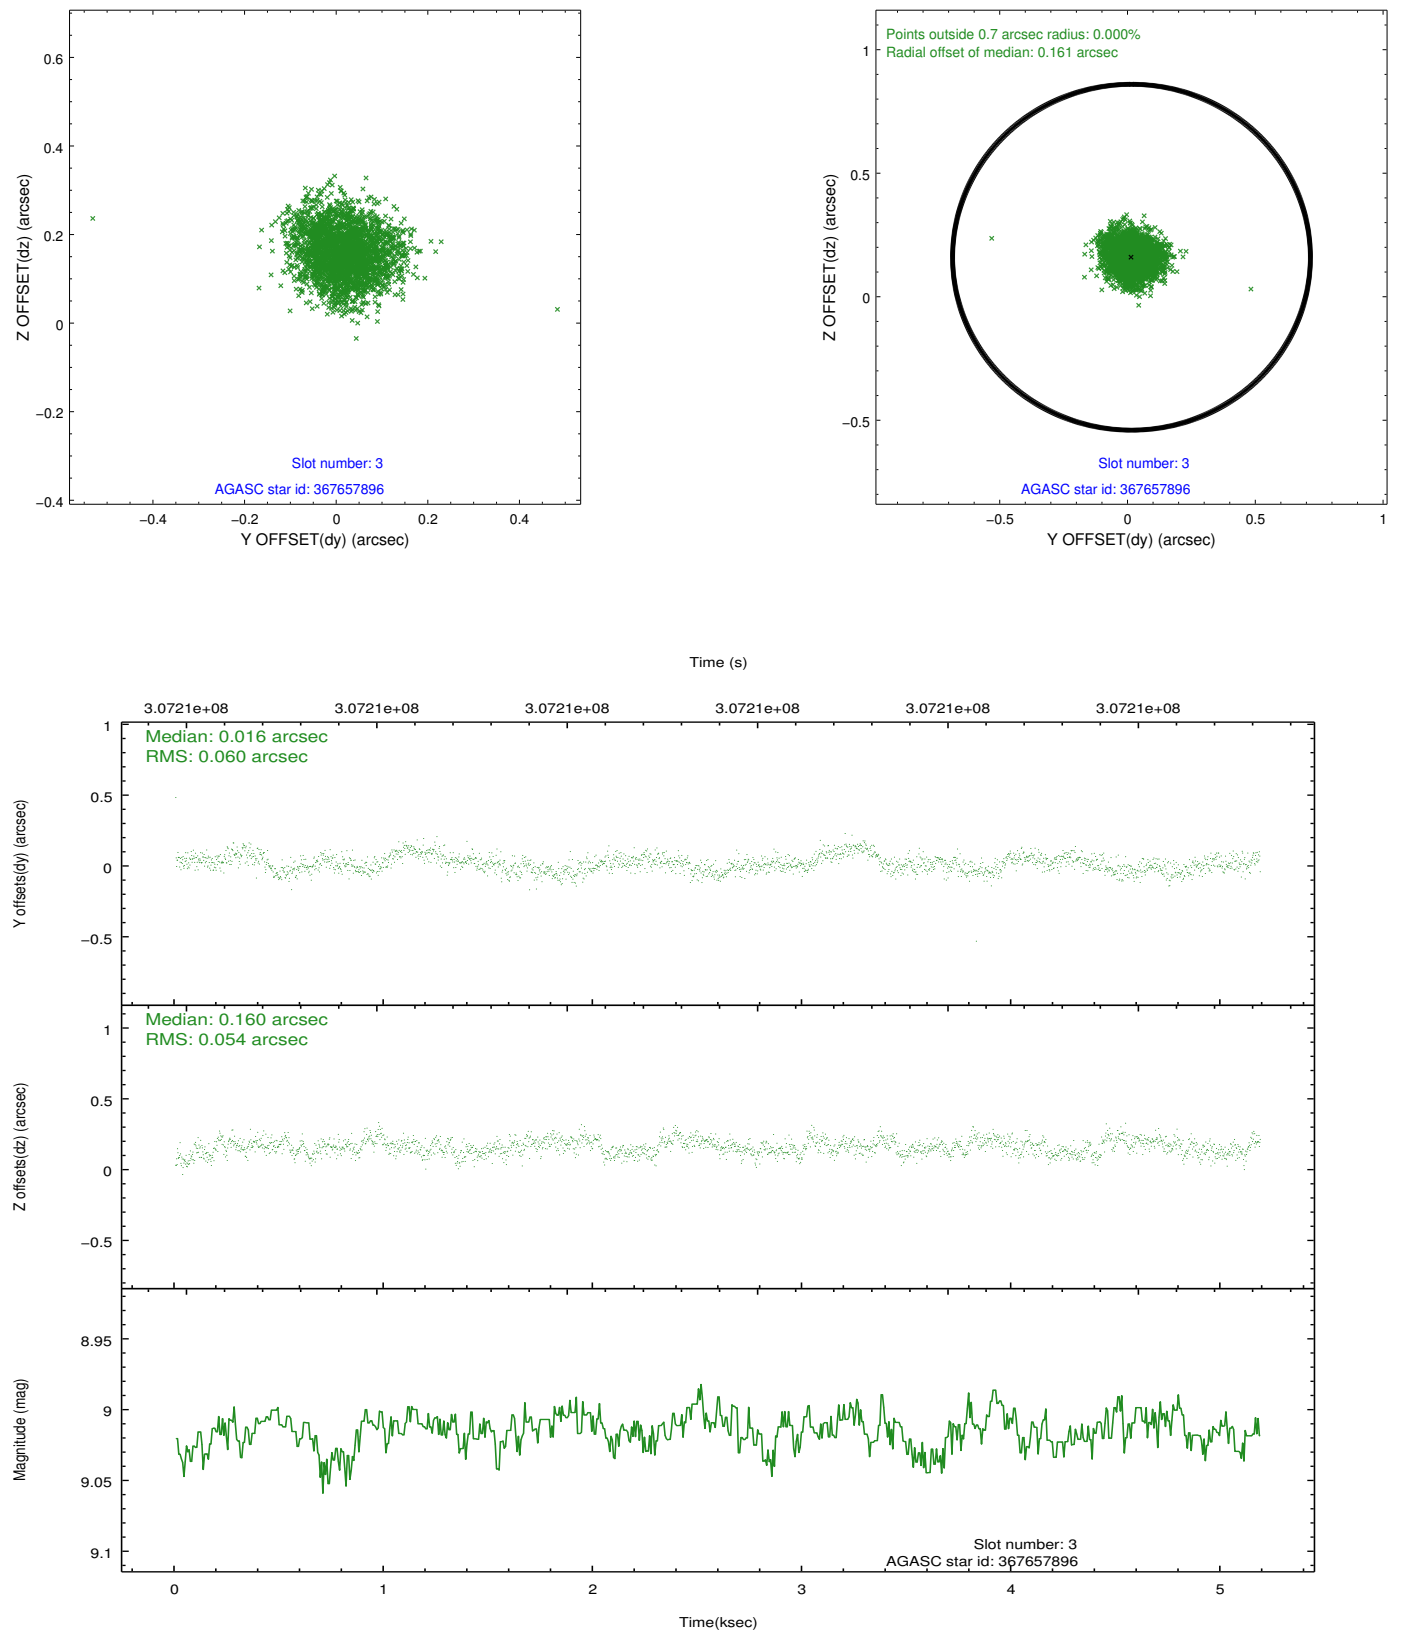 0.6
0.4
0.2
0
−0.2
−0.4
Z OFFSET(dz) (arcsec)
Slot number: 3
AGASC star id: 367657896
−0.4 −0.2 0 0.2 0.4
Y OFFSET(dy) (arcsec)
Points outside 0.7 arcsec radius: 0.000%
Radial offset of median: 0.161 arcsec
1
0.5
0
−0.5
Z OFFSET(dz) (arcsec)
Slot number: 3
AGASC star id: 367657896
−0.5 0 0.5 1
Y OFFSET(dy) (arcsec)
Time (s)
3.0721e+08 3.0721e+08 3.0721e+08 3.0721e+08 3.0721e+08 3.0721e+08
Median: 0.016 arcsec
RMS: 0.060 arcsec
1
0.5
0
−0.5
Y offsets(dy) (arcsec)
Median: 0.160 arcsec
RMS: 0.054 arcsec
1
0.5
0
−0.5
Z offsets(dz) (arcsec)
8.95
9
9.05
9.1
Magnitude (mag)
Slot number: 3
AGASC star id: 367657896
0 1 2 3 4 5
Time(ksec)